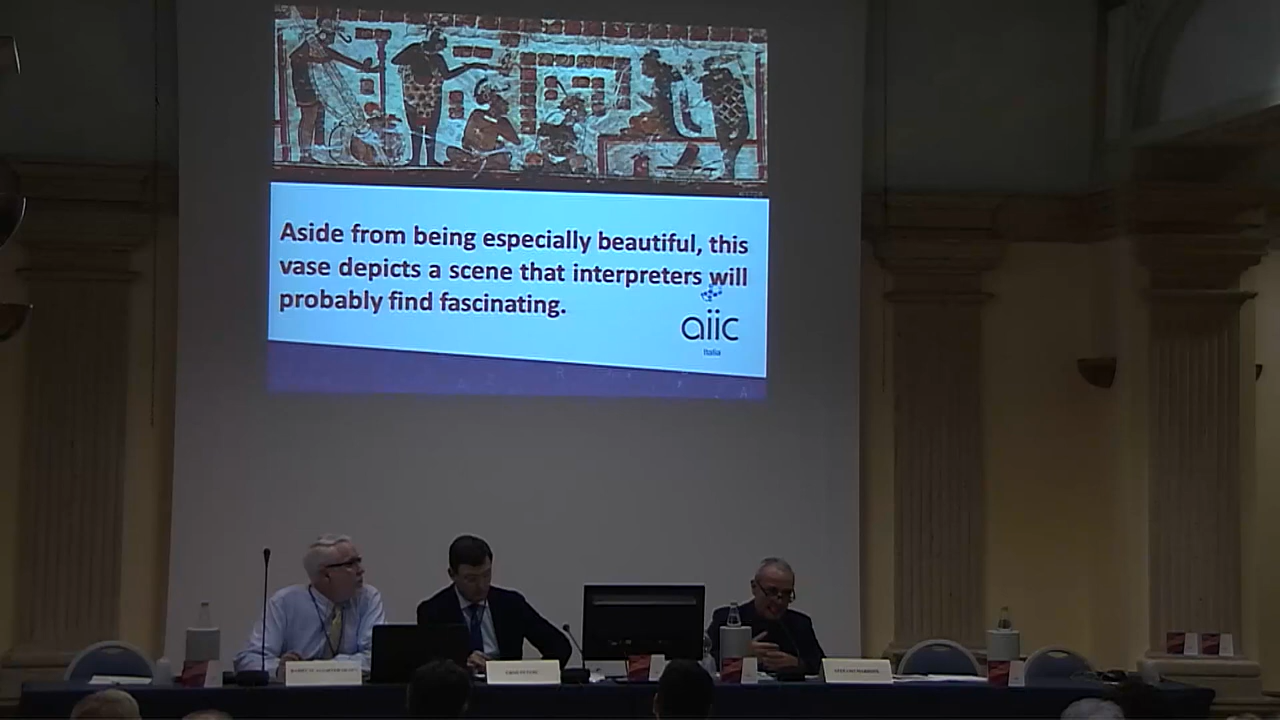 Aside from being especially beautiful, this
vase depicts a scene that interpreters will
probably find fascinating.
aiic
Italia